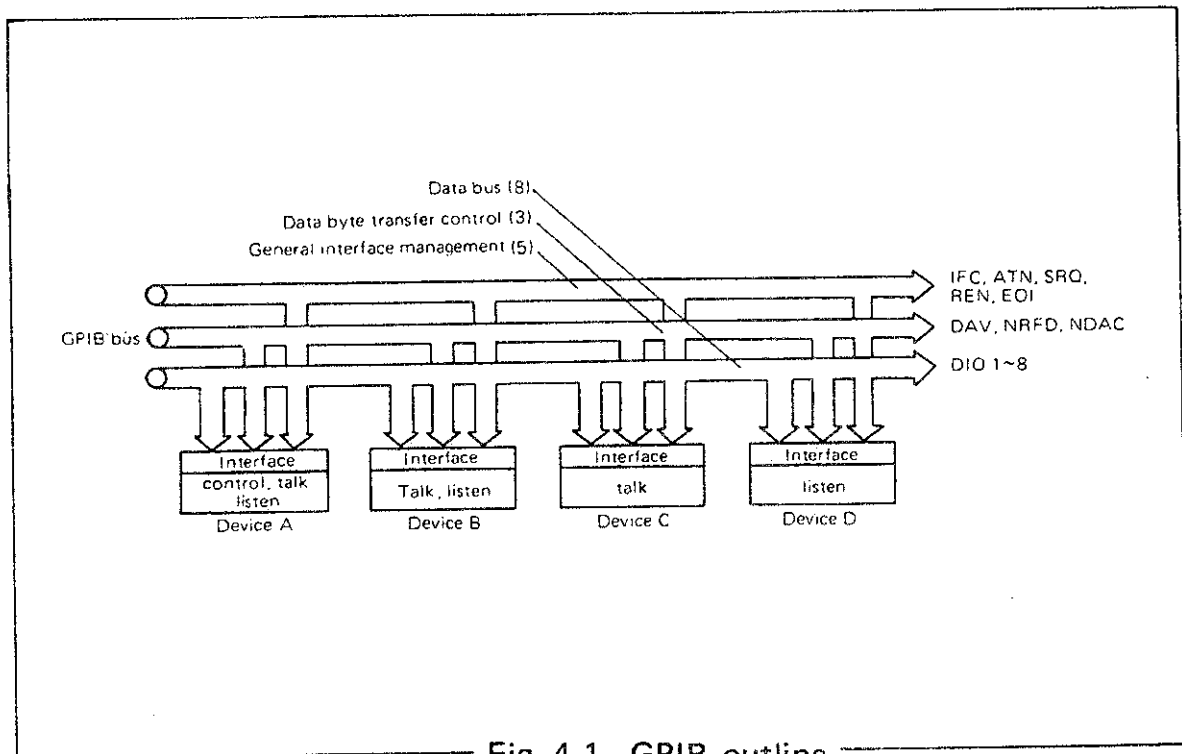 Data bus (8)
Data byte transfer control (3)
General interface management (5)
IFC, ATN, SRQ,
REN, EOI
GPIB bus
DAV, NRFD, NDAC
DIO 1~8
Interface
control, talk
listen
Device A
Interface
Talk, listen
Device B
Interface
talk
Device C
Interface
listen
Device D
Fig. 4-1 GPIB outline